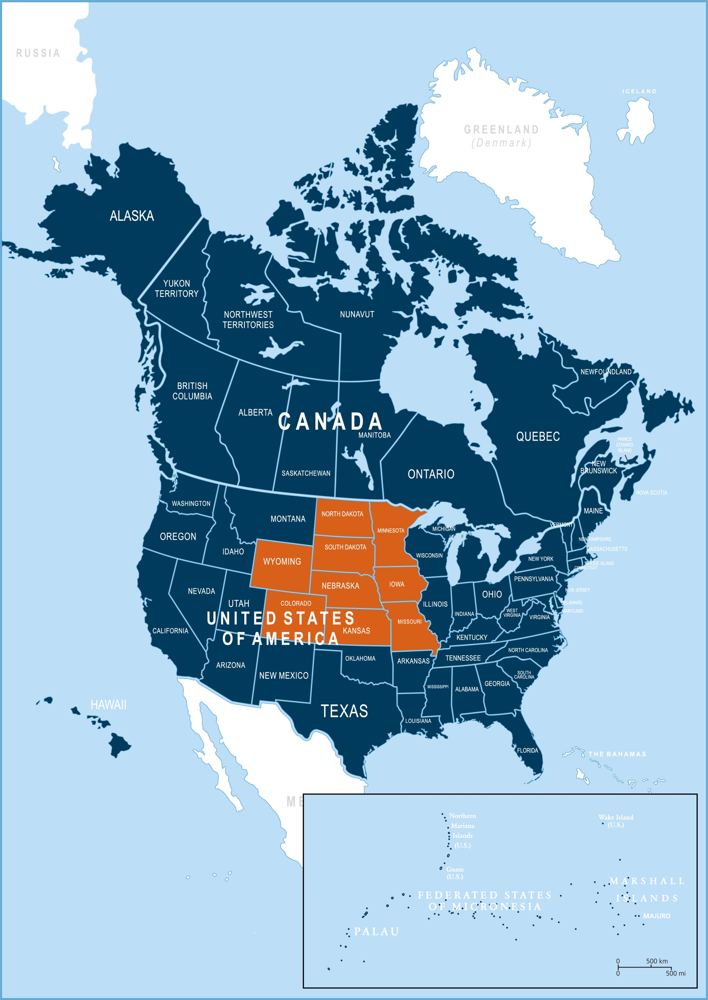 RUSSIA
ICELAND
GREENLAND
(Denmark)
ALASKA
YUKON
TERRITORY
NORTHWEST
TERRITORIES
NUNAVUT
BRITISH
COLUMBIA
ALBERTA
CANADA
MANITOBA
SASKATCHEWAN
ONTARIO
QUEBEC
NEWFOUNDLAND
PRINCE
EDWARD
ISLAND
NEW
BRUNSWICK
NOVA SCOTIA
WASHINGTON
MONTANA
NORTH DAKOTA
MINNESOTA
MICHIGAN
MAINE
VERMONT
NEW HAMPSHIRE
MASSACHUSETTS
RHODE ISLAND
CONNECTICUT
OREGON
IDAHO
WYOMING
SOUTH DAKOTA
WISCONSIN
NEW YORK
NEBRASKA
IOWA
PENNSYLVANIA
NEW JERSEY
NEVADA
UTAH
COLORADO
ILLINOIS
INDIANA
OHIO
DELAWARE
MARYLAND
WEST
VIRGINIA
VIRGINIA
UNITED STATES
OF AMERICA
CALIFORNIA
KANSAS
MISSOURI
KENTUCKY
NORTH CAROLINA
ARIZONA
NEW MEXICO
OKLAHOMA
ARKANSAS
TENNESSEE
SOUTH
CAROLINA
MISSISSIPPI
ALABAMA
GEORGIA
HAWAII
TEXAS
LOUISIANA
FLORIDA
THE BAHAMAS
ME
Northern
Mariana
Islands
(U.S.)
Guam
(U.S.)
Wake Island
(U.S.)
FEDERATED STATES
OF MICRONESIA
MARSHALL
ISLANDS
MAJURO
PALAU
0 500 km
0 500 mi